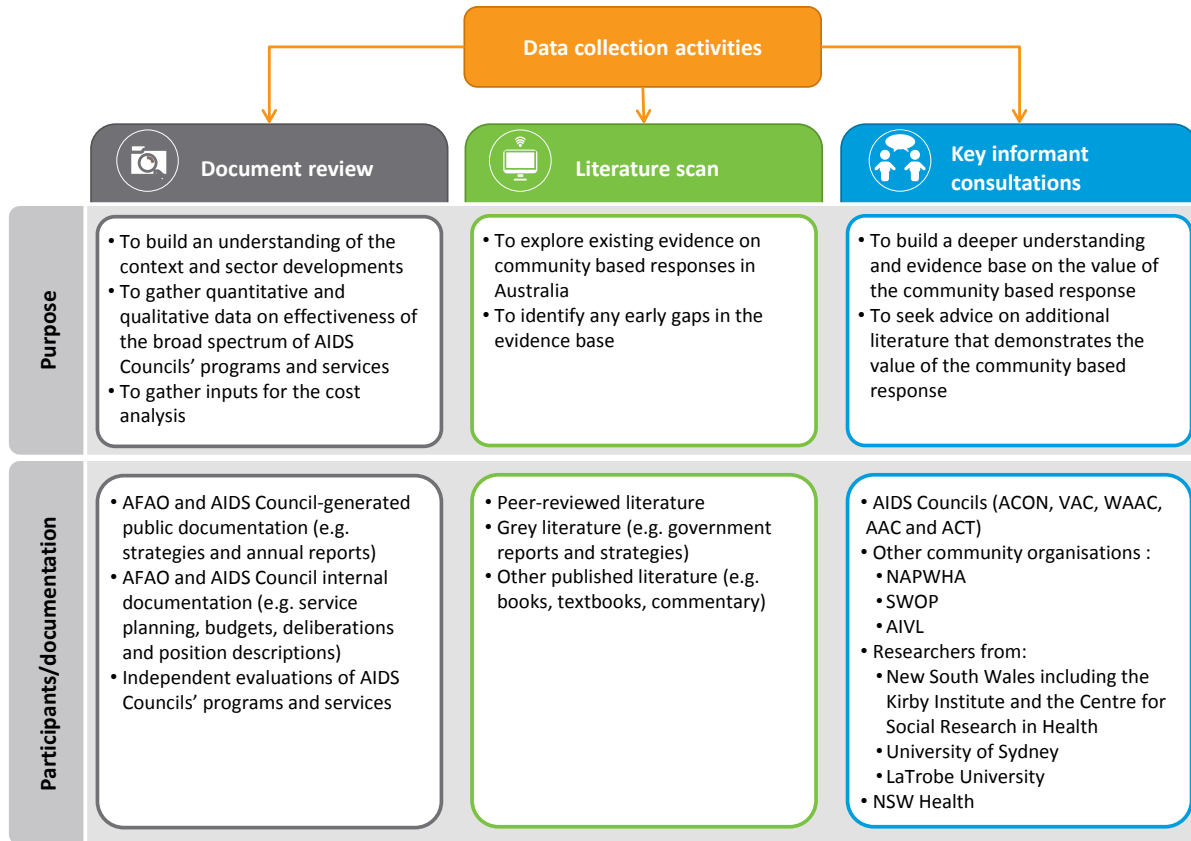 Data collection activities
Document review
Literature scan
Key informant
consultations
Purpose
• To build an understanding of the
context and sector developments
• To gather quantitative and
qualitative data on effectiveness of
the broad spectrum of AIDS
Councils’ programs and services
• To gather inputs for the cost
analysis
• To explore existing evidence on
community based responses in
Australia
• To identify any early gaps in the
evidence base
• To build a deeper understanding
and evidence base on the value of
the community based response
• To seek advice on additional
literature that demonstrates the
value of the community based
response
Participants/documentation
• AFAO and AIDS Council-generated
public documentation (e.g.
strategies and annual reports)
• AFAO and AIDS Council internal
documentation (e.g. service
planning, budgets, deliberations
and position descriptions)
• Independent evaluations of AIDS
Councils’ programs and services
• Peer-reviewed literature
• Grey literature (e.g. government
reports and strategies)
• Other published literature (e.g.
books, textbooks, commentary)
• AIDS Councils (ACON, VAC, WAAC,
AAC and ACT)
• Other community organisations :
• NAPWHA
• SWOP
• AIVL
• Researchers from:
• New South Wales including the
Kirby Institute and the Centre for
Social Research in Health
• University of Sydney
• LaTrobe University
• NSW Health